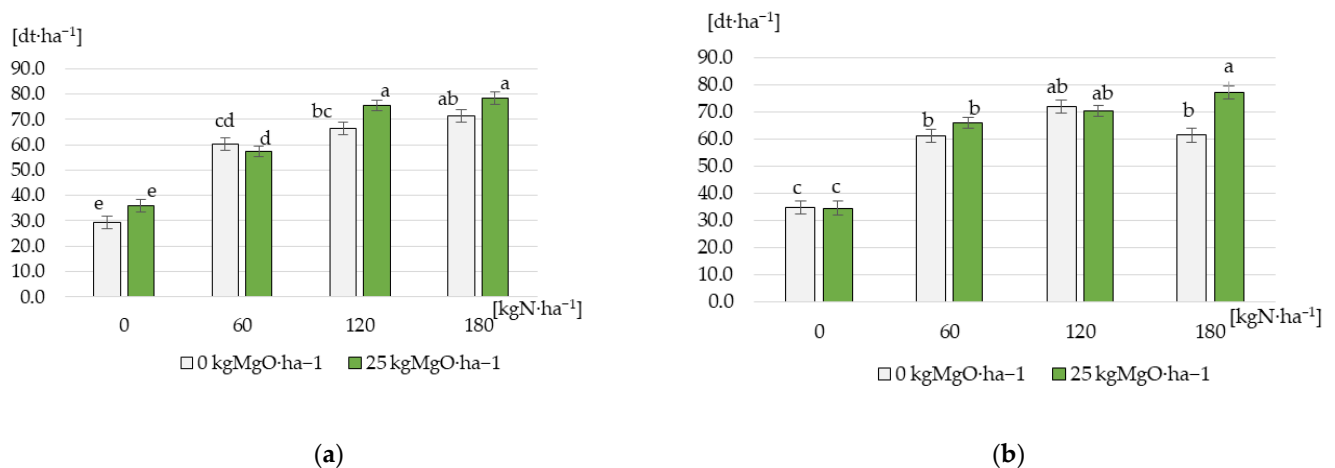 [dt·ha⁻¹]
90.0
80.0
70.0
60.0
50.0
40.0
30.0
20.0
10.0
0.0
e e cd d bc a ab a
0 60 120 180 [kgN·ha⁻¹]
0 kgMgO·ha−1 25 kgMgO·ha−1
(a)
[dt·ha⁻¹]
90.0
80.0
70.0
60.0
50.0
40.0
30.0
20.0
10.0
0.0
c c b b ab ab b a
0 60 120 180 [kgN·ha⁻¹]
0 kgMgO·ha−1 25 kgMgO·ha−1
(b)